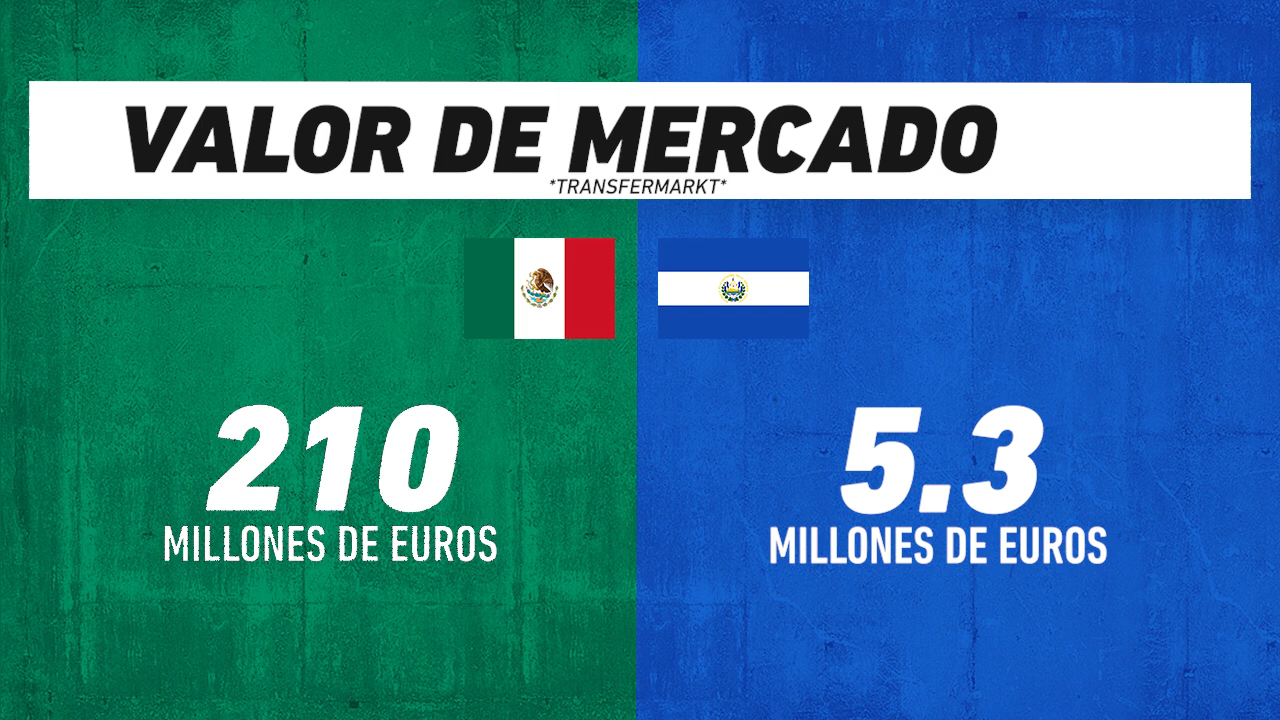 VALOR DE MERCADO
*TRANSFERMARKT*
210
MILLONES DE EUROS
5.3
MILLONES DE EUROS